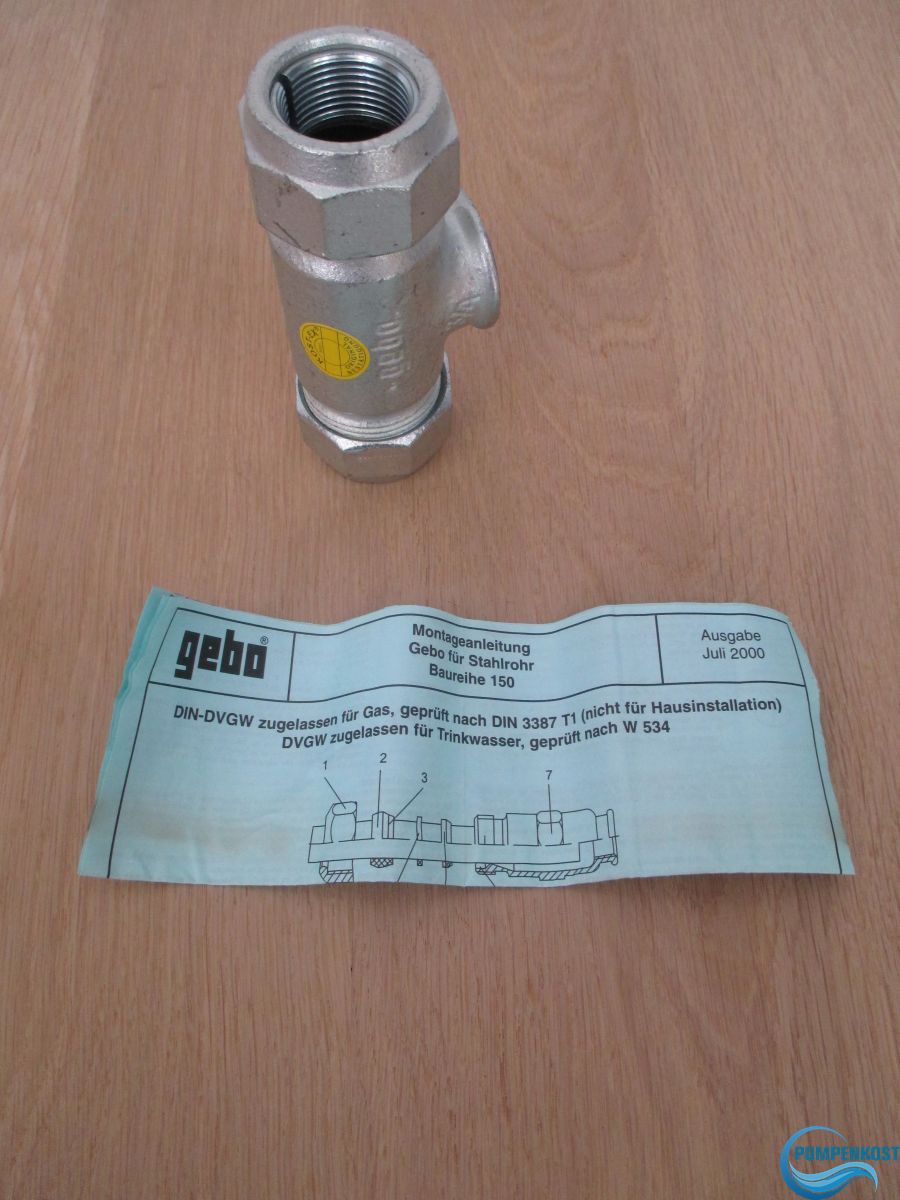 gebo
gebo®
Montageanleitung
Gebo für Stahlrohr
Baureihe 150
Ausgabe
Juli 2000
DIN-DVGW zugelassen für Gas, geprüft nach DIN 3387 T1 (nicht für Hausinstallation)
DVGW zugelassen für Trinkwasser, geprüft nach W 534
1
2
3
7
POMPENKOST